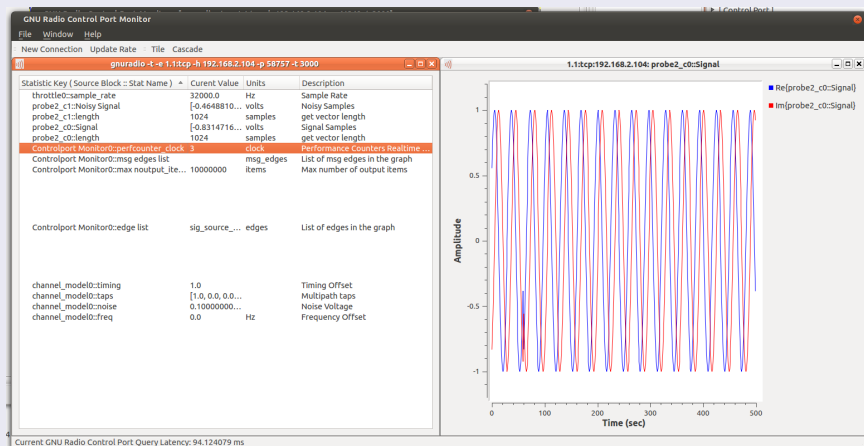 [ Control Port ]
GNU Radio Control Port Monitor
File Window Help
New Connection Update Rate Tile Cascade
gnuradio -t -e 1.1:tcp -h 192.168.2.104 -p 58757 -t 3000
Statistic Key ( Source Block :: Stat Name ) Curent Value Units Description
throttle0::sample_rate 32000.0 Hz Sample Rate
probe2_c1::Noisy Signal [-0.4648810... volts Noisy Samples
probe2_c1::length 1024 samples get vector length
probe2_c0::Signal [-0.8314716... volts Signal Samples
probe2_c0::length 1024 samples get vector length
Controlport Monitor0::perfcounter_clock 3 clock Performance Counters Realtime ...
Controlport Monitor0::msg edges list msg_edges List of msg edges in the graph
Controlport Monitor0::max noutput_ite... 10000000 items Max number of output items
Controlport Monitor0::edge list sig_source_... edges List of edges in the graph
channel_model0::timing 1.0 Timing Offset
channel_model0::taps [1.0, 0.0, 0.0... Multipath taps
channel_model0::noise 0.10000000... Noise Voltage
channel_model0::freq 0.0 Hz Frequency Offset
1.1:tcp:192.168.2.104: probe2_c0::Signal
Re{probe2_c0::Signal}
Im{probe2_c0::Signal}
Amplitude
1
0.5
0
-0.5
-1
0 100 200 300 400 500
Time (sec)
Current GNU Radio Control Port Query Latency: 94.124079 ms